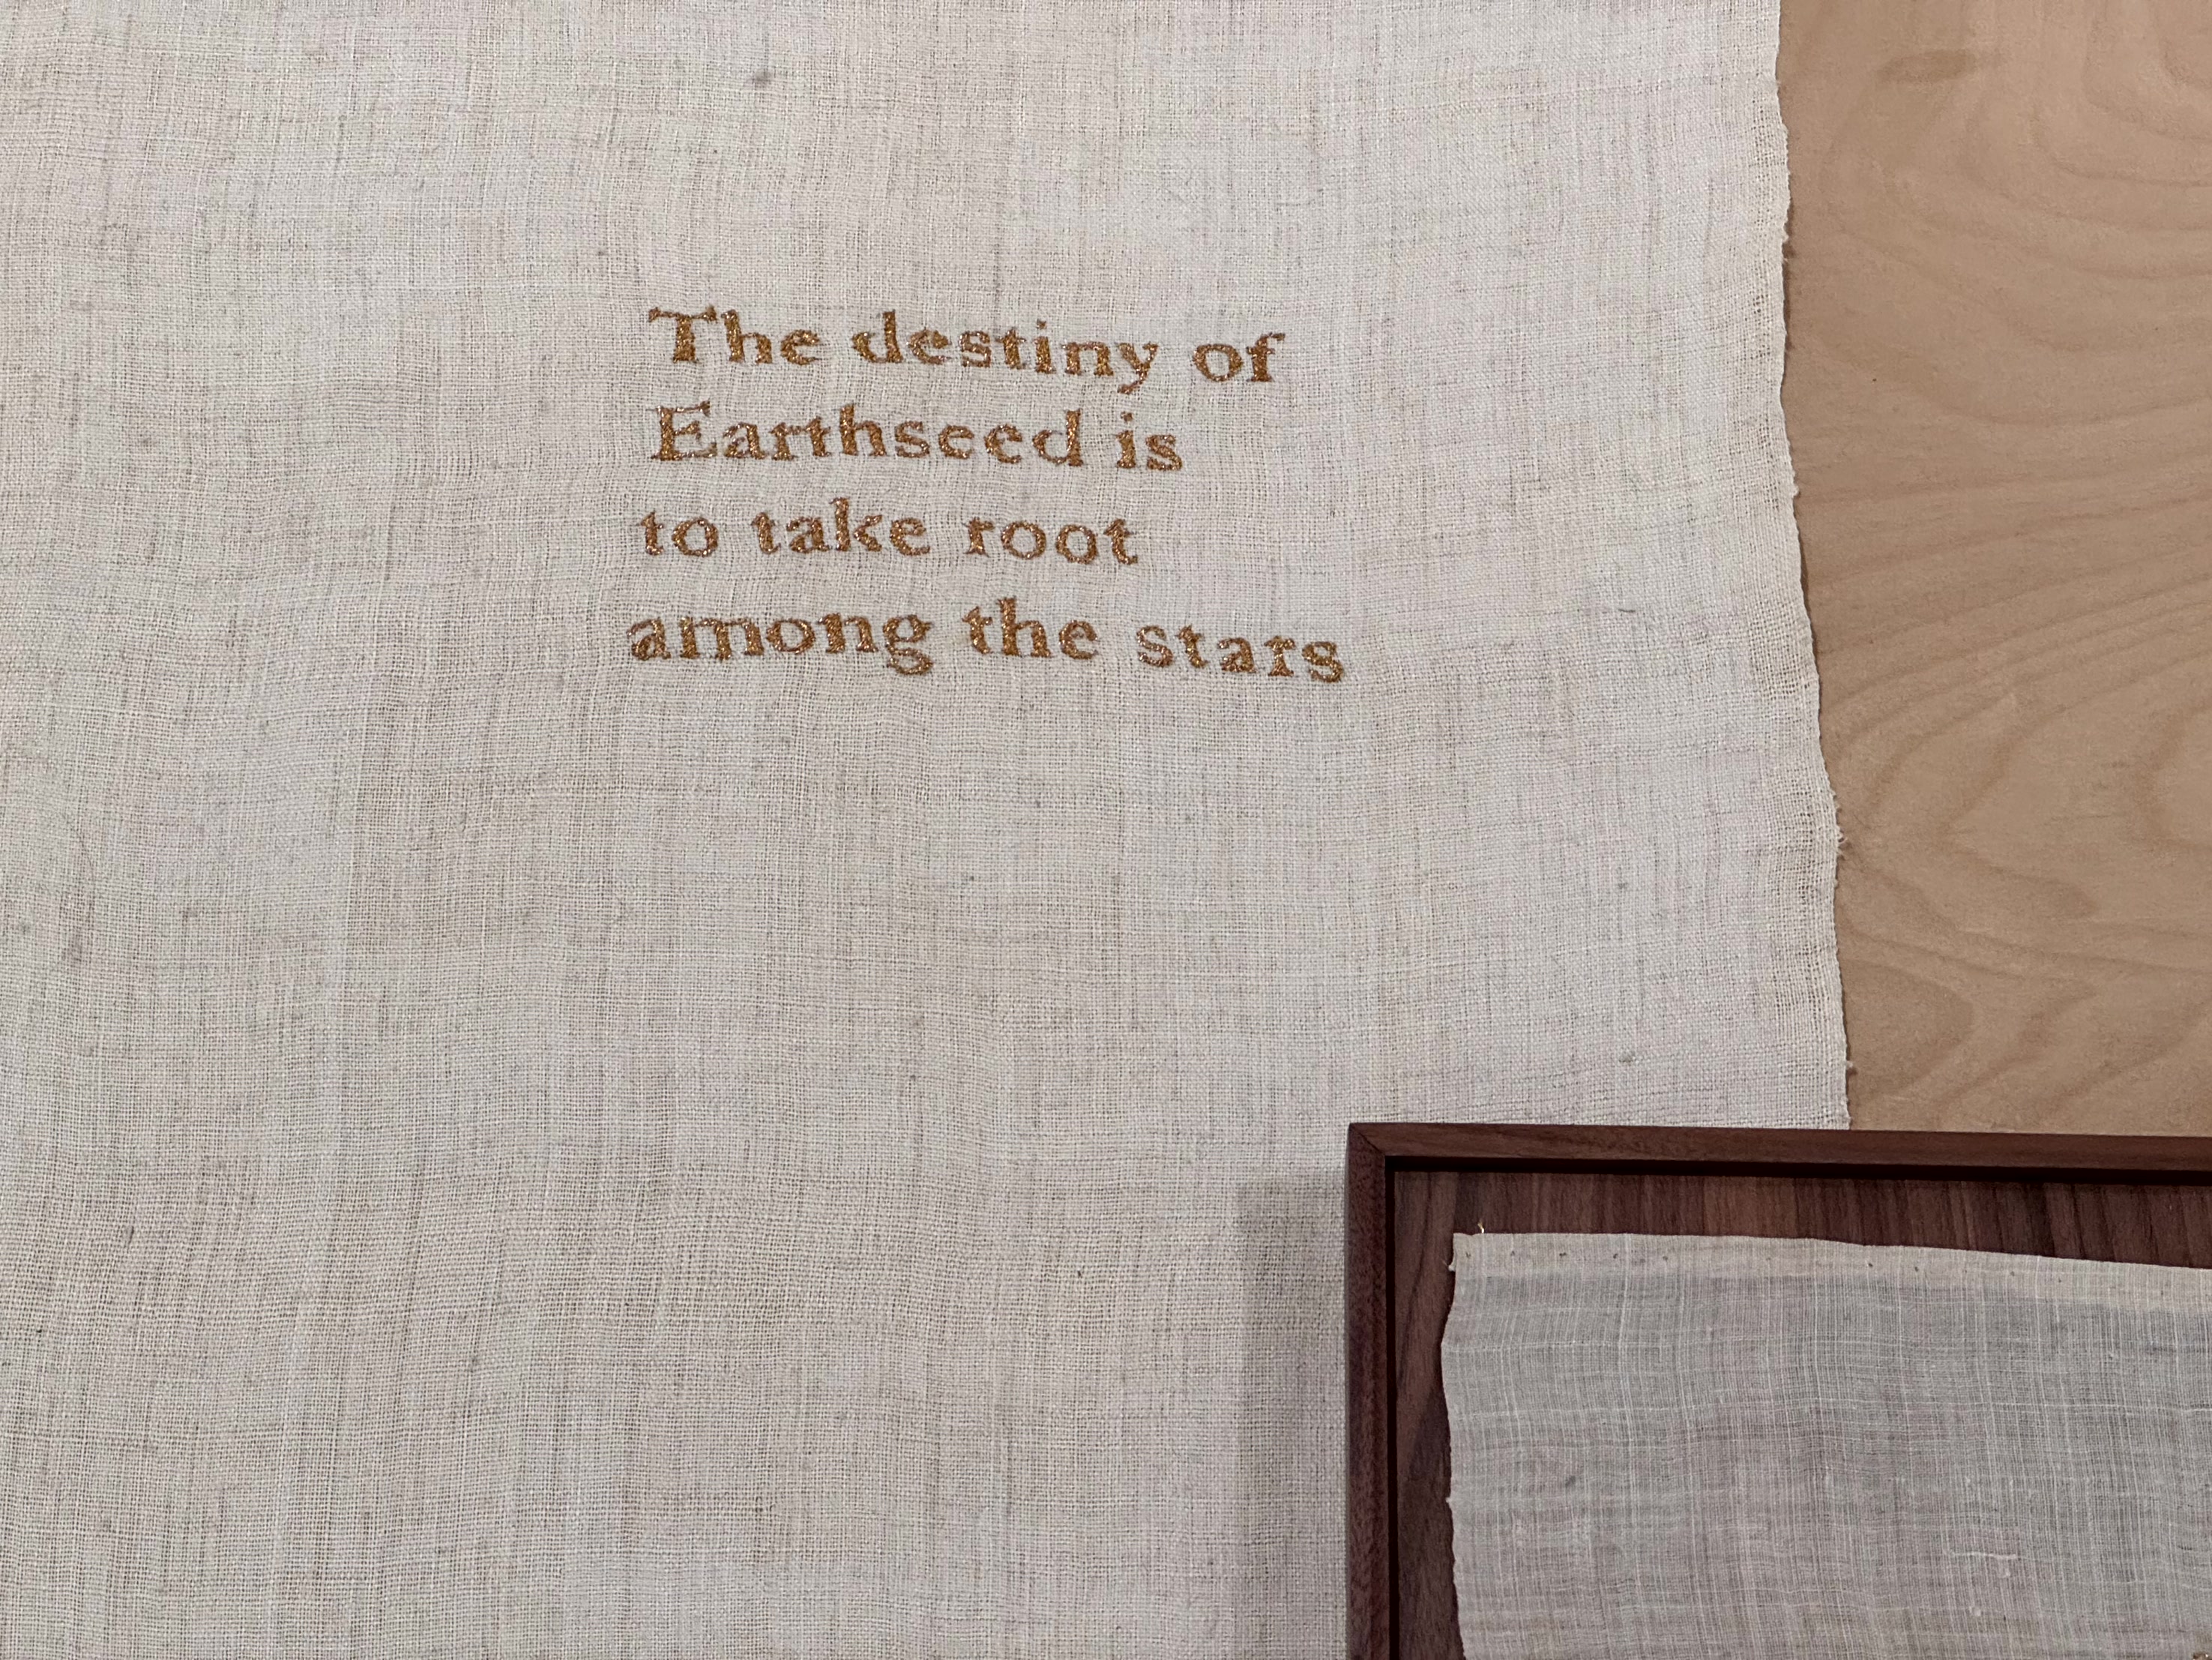 The destiny of
Earthseed is
to take root
among the stars